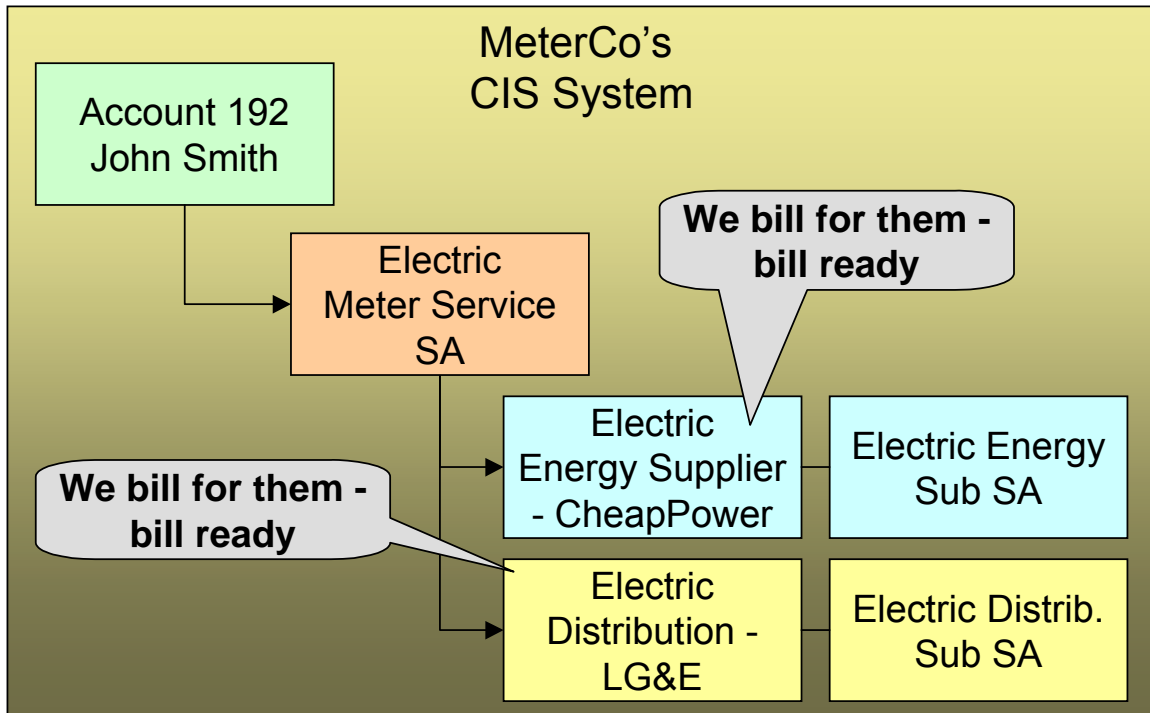 MeterCo's
CIS System
Account 192
John Smith
We bill for them -
bill ready
Electric
Meter Service
SA
Electric
Energy Supplier
- CheapPower
Electric Energy
Sub SA
We bill for them -
bill ready
Electric
Distribution -
LG&E
Electric Distrib.
Sub SA